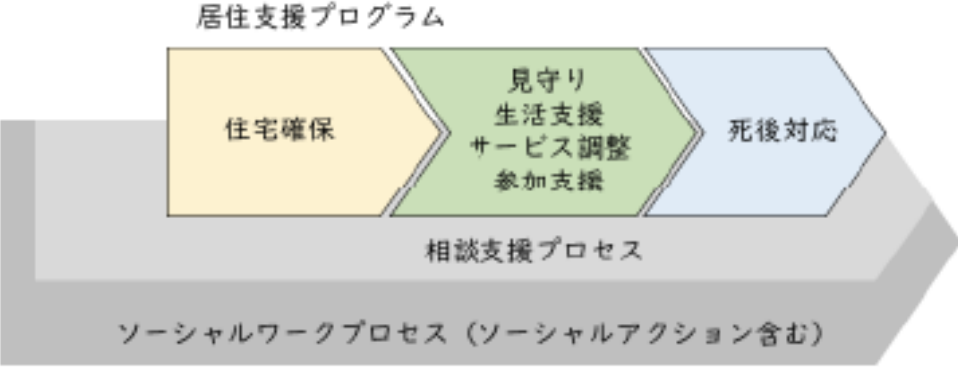 居住支援プログラム
住宅確保
見守り
生活支援
サービス調整
参加支援
死後対応
相談支援プロセス
ソーシャルワークプロセス（ソーシャルアクション含む）